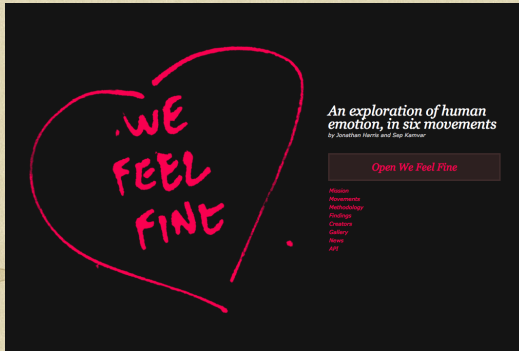 WE
FEEL
FINE
An exploration of human
emotion, in six movements
by Jonathan Harris and Sep Kamvar
Open We Feel Fine
Mission
Movements
Methodology
Findings
Creators
Gallery
News
API